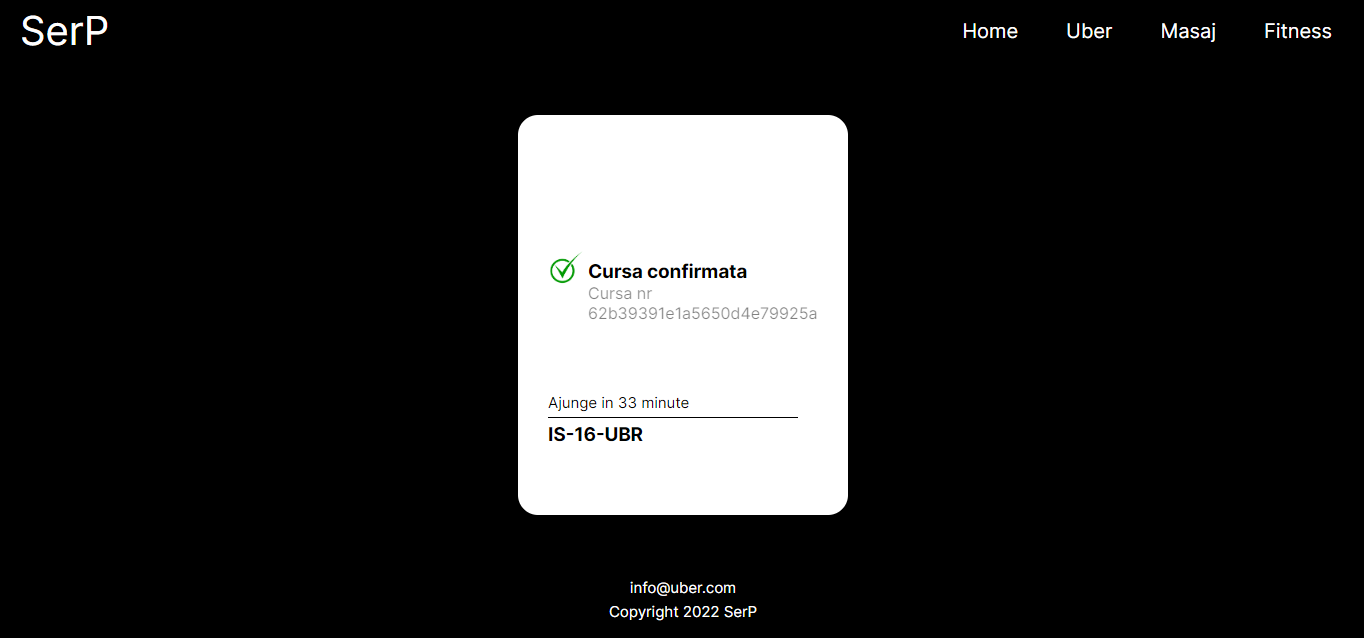 SerP
Home Uber Masaj Fitness
Cursa confirmata
Cursa nr
62b39391e1a5650d4e79925a
Ajunge in 33 minute
IS-16-UBR
info@uber.com
Copyright 2022 SerP